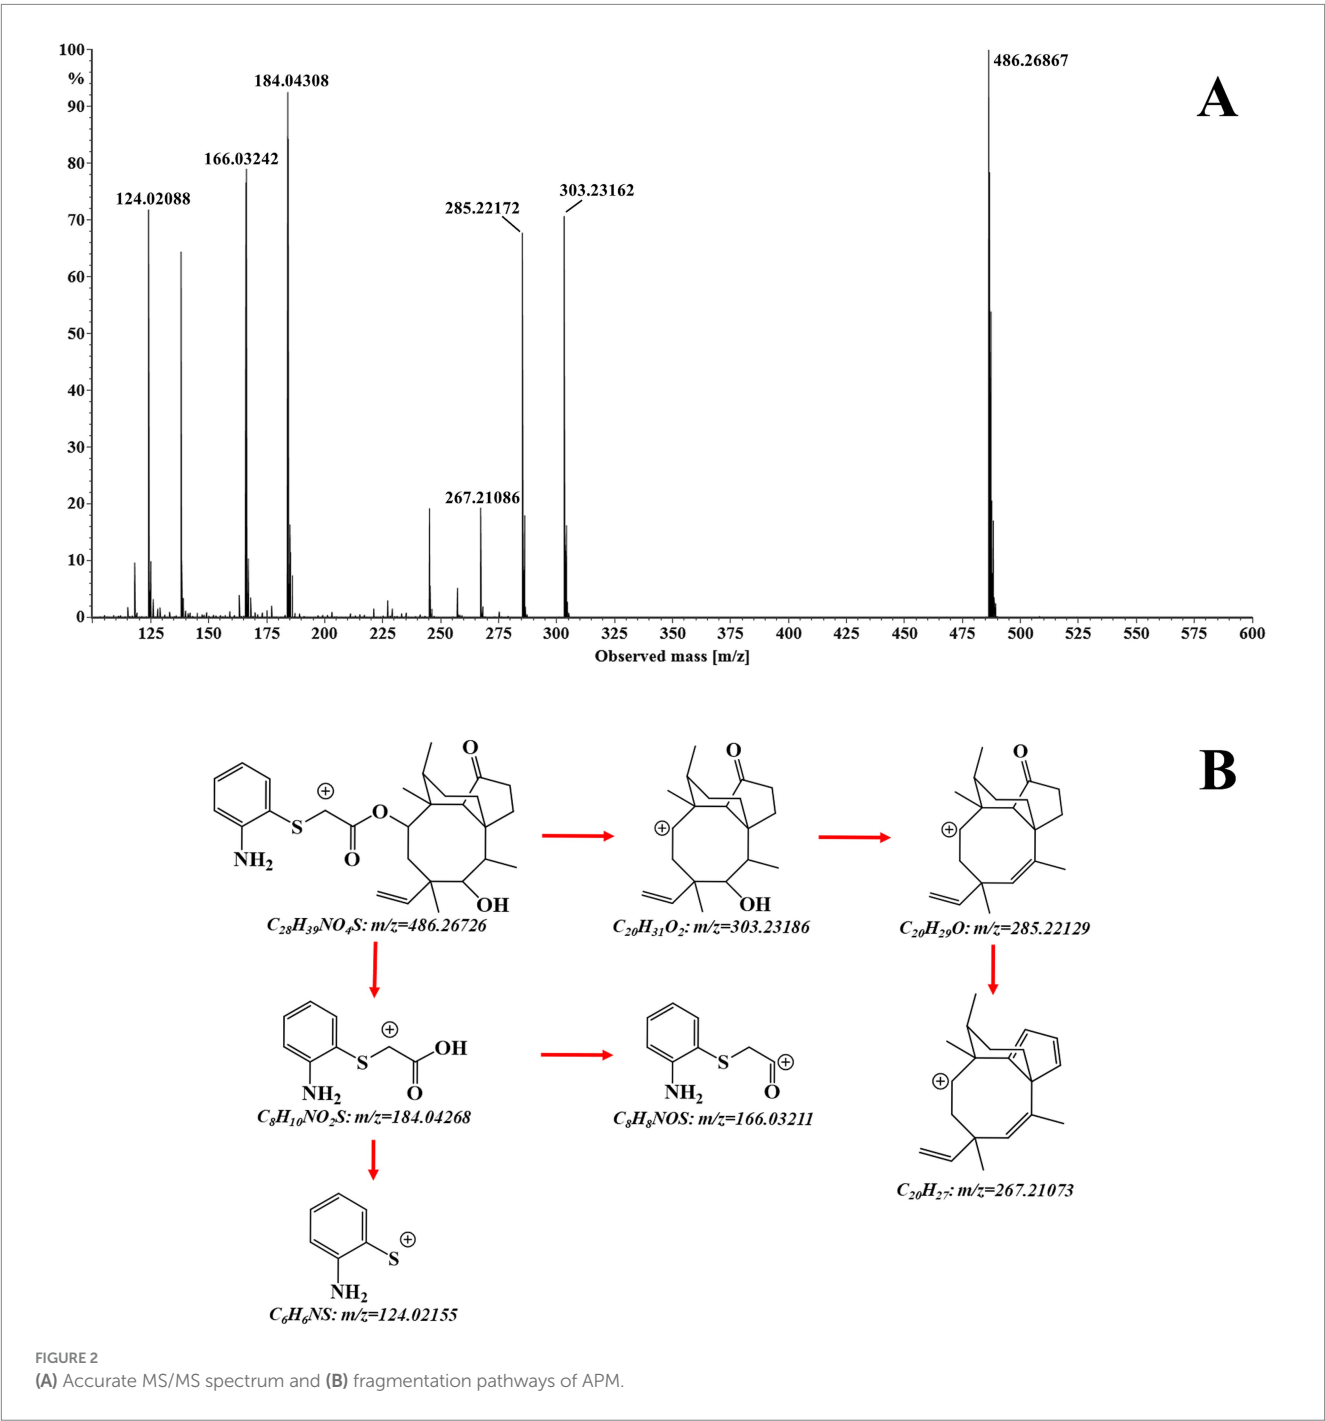 100
%
90
80
70
60
50
40
30
20
10
0
486.26867
184.04308
166.03242
124.02088
303.23162
285.22172
267.21086
A
125 150 175 200 225 250 275 300 325 350 375 400 425 450 475 500 525 550 575 600
Observed mass [m/z]
B
S
NH₂
O
O
O
OH
C₂₈H₃₉NO₄S: m/z=486.26726
O
OH
C₂₀H₃₁O₂: m/z=303.23186
O
C₂₀H₂₉O: m/z=285.22129
S
NH₂
OH
O
C₈H₁₀NO₂S: m/z=184.04268
S
NH₂
O
C₈H₈NOS: m/z=166.03211
C₂₀H₂₇: m/z=267.21073
S
NH₂
C₆H₆NS: m/z=124.02155
FIGURE 2
(A) Accurate MS/MS spectrum and (B) fragmentation pathways of APM.